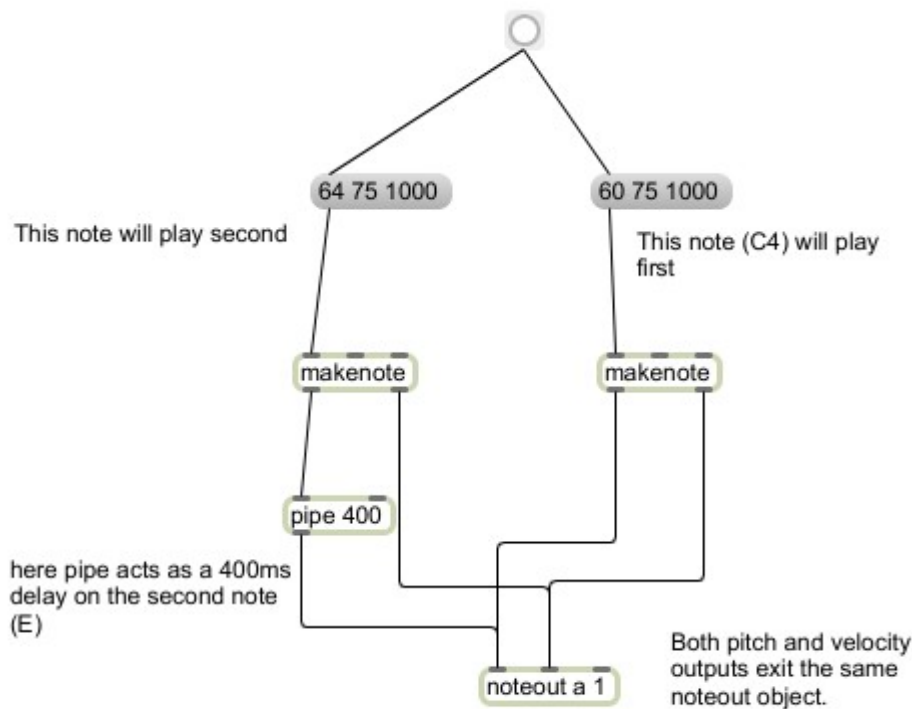 64 75 1000
60 75 1000
This note will play second
This note (C4) will play
first
makenote
makenote
pipe 400
here pipe acts as a 400ms
delay on the second note
(E)
Both pitch and velocity
outputs exit the same
noteout object.
noteout a 1